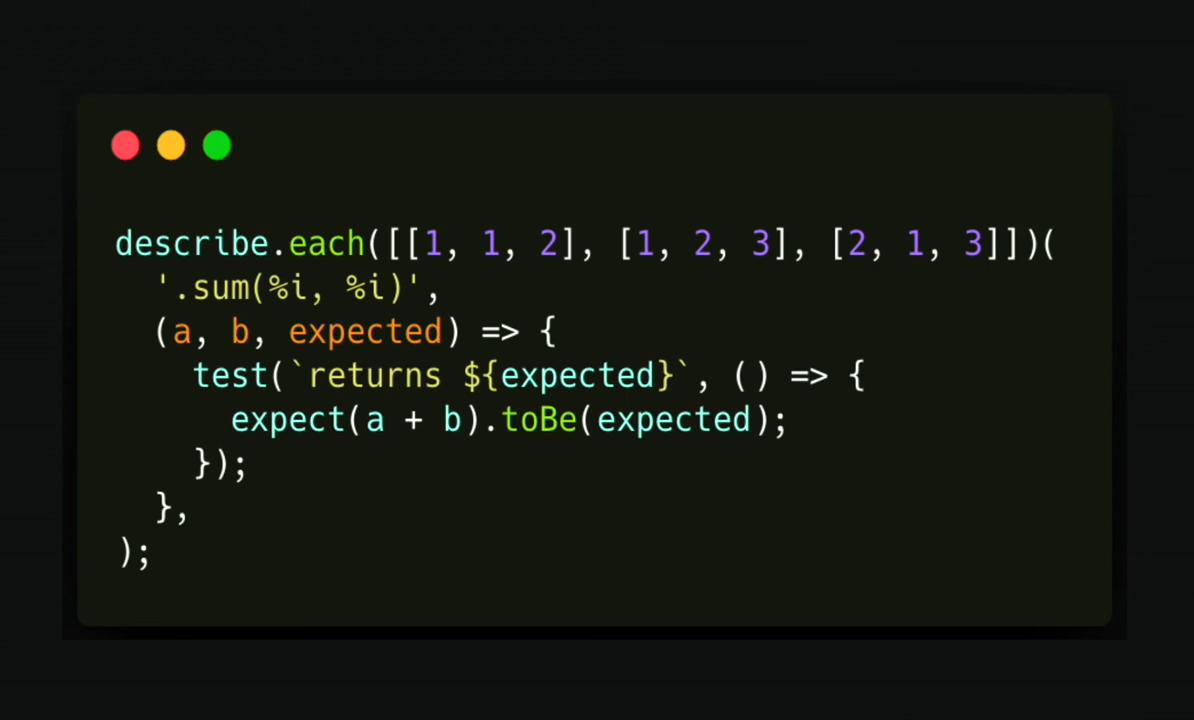 describe.each([[1, 1, 2], [1, 2, 3], [2, 1, 3]])(
  '.sum(%i, %i)',
  (a, b, expected) => {
    test(`returns ${expected}`, () => {
      expect(a + b).toBe(expected);
    });
  },
);